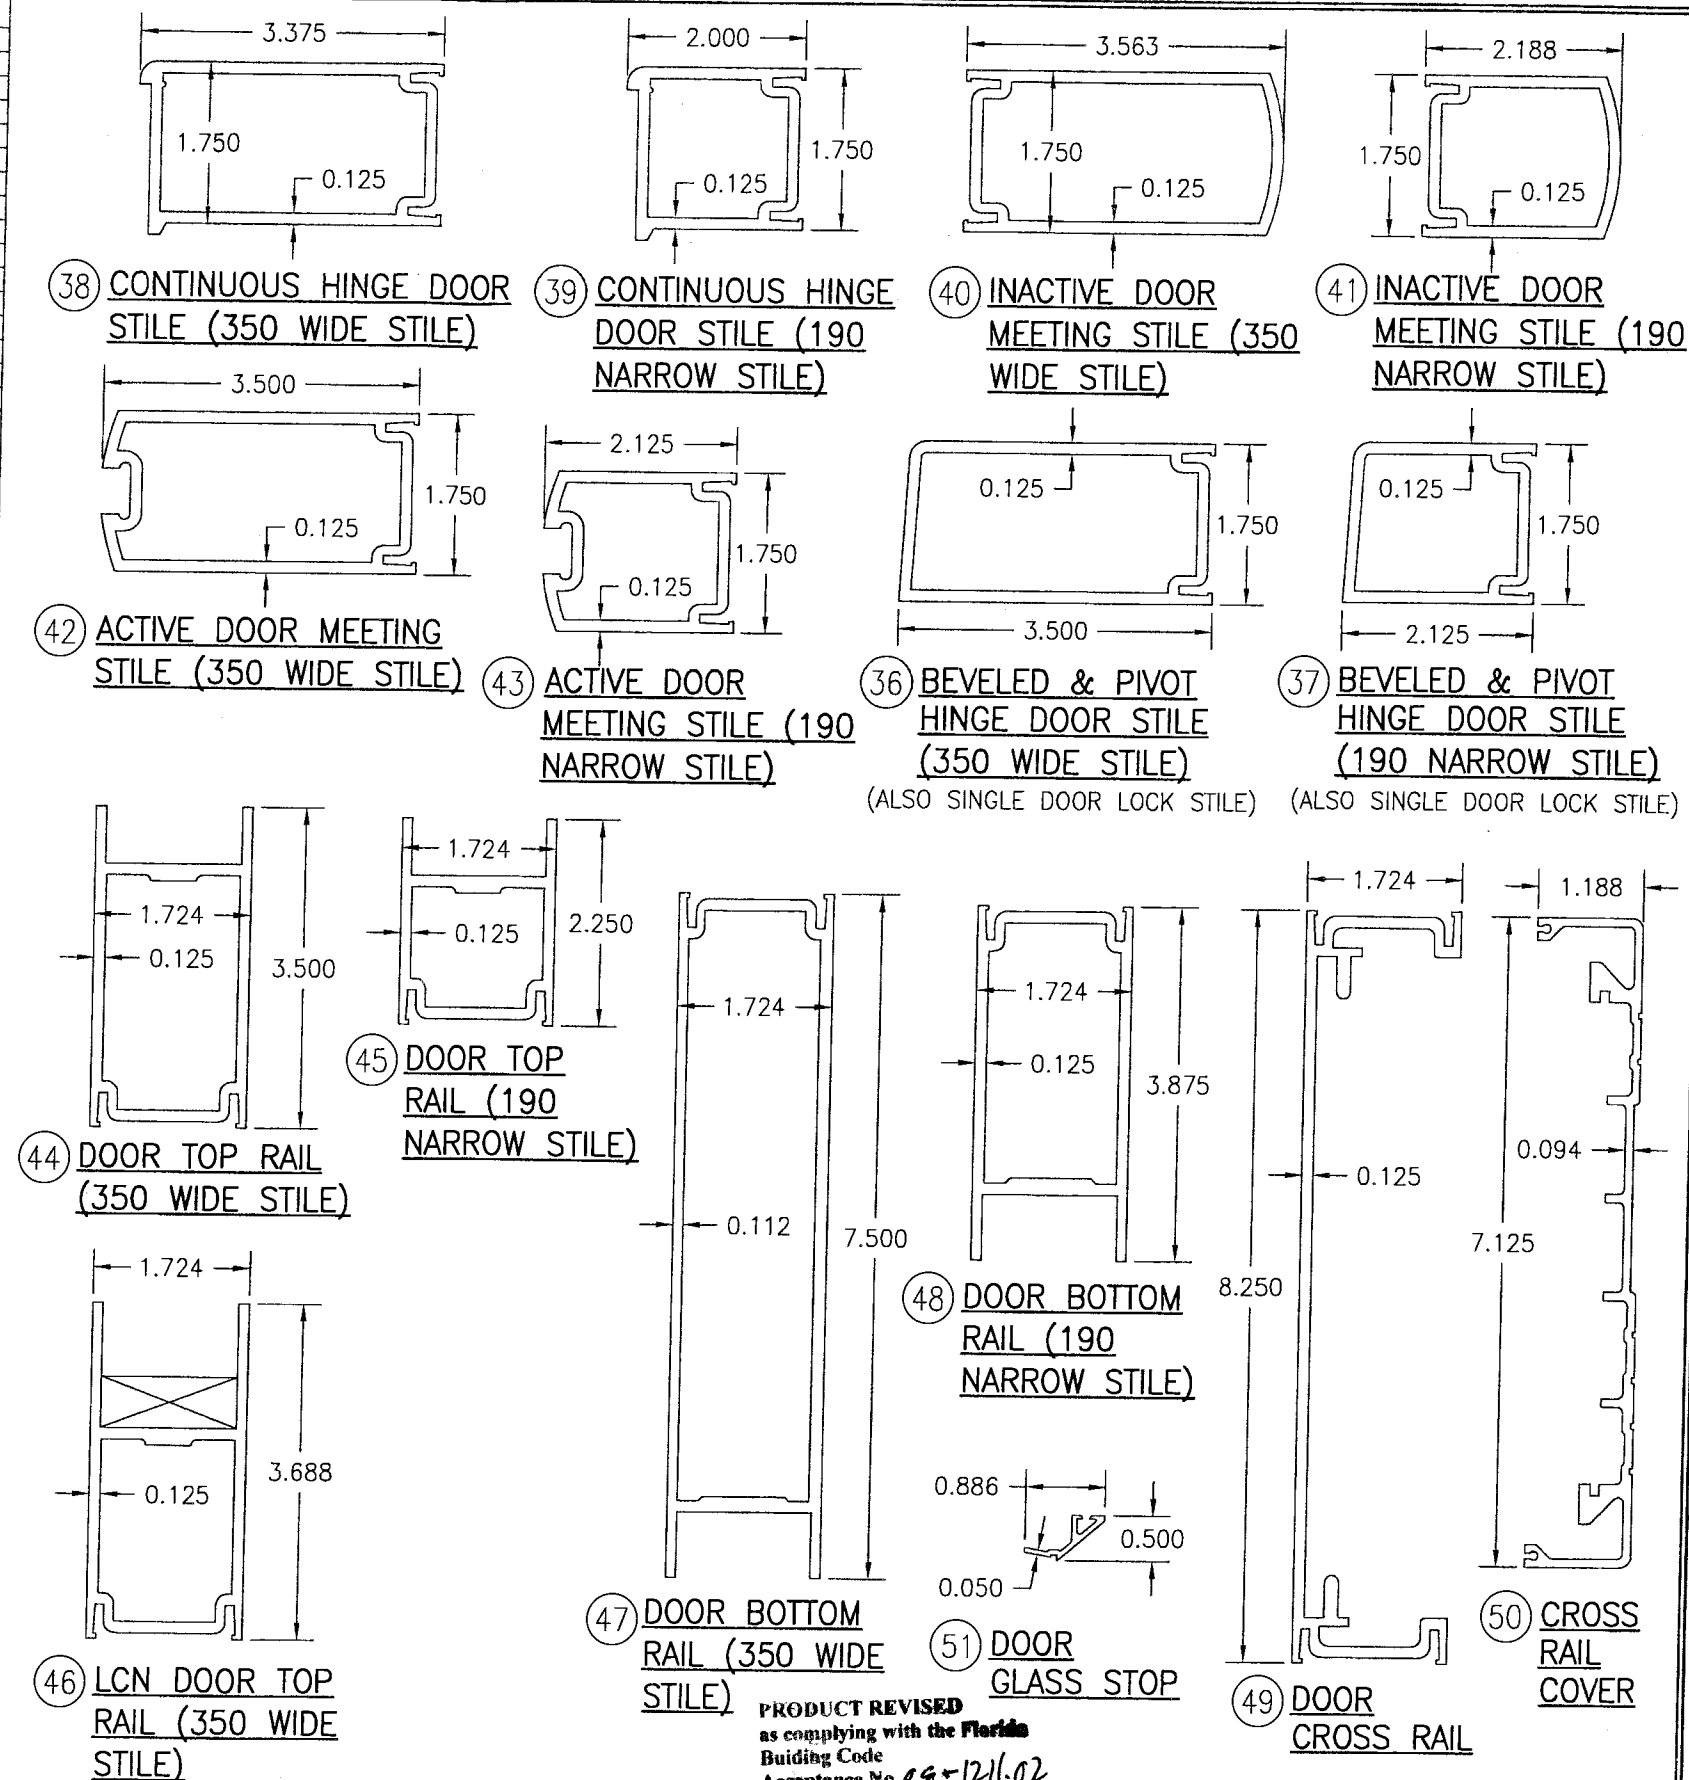 3.375
1.750
0.125
38 CONTINUOUS HINGE DOOR
STILE (350 WIDE STILE)
2.000
1.750
0.125
39 CONTINUOUS HINGE
DOOR STILE (190
NARROW STILE)
3.563
1.750
0.125
40 INACTIVE DOOR
MEETING STILE (350
WIDE STILE)
2.188
1.750
0.125
41 INACTIVE DOOR
MEETING STILE (190
NARROW STILE)
3.500
1.750
0.125
42 ACTIVE DOOR MEETING
STILE (350 WIDE STILE)
2.125
1.750
0.125
43 ACTIVE DOOR
MEETING STILE (190
NARROW STILE)
0.125
1.750
3.500
36 BEVELED & PIVOT
HINGE DOOR STILE
(350 WIDE STILE)
(ALSO SINGLE DOOR LOCK STILE)
0.125
1.750
2.125
37 BEVELED & PIVOT
HINGE DOOR STILE
(190 NARROW STILE)
(ALSO SINGLE DOOR LOCK STILE)
1.724
0.125
3.500
44 DOOR TOP RAIL
(350 WIDE STILE)
1.724
0.125
2.250
45 DOOR TOP
RAIL (190
NARROW STILE)
1.724
0.125
3.688
46 LCN DOOR TOP
RAIL (350 WIDE
STILE)
1.724
0.112
7.500
47 DOOR BOTTOM
RAIL (350 WIDE
STILE)
1.724
0.125
3.875
48 DOOR BOTTOM
RAIL (190
NARROW STILE)
0.886
0.500
0.050
51 DOOR
GLASS STOP
1.724
0.125
8.250
49 DOOR
CROSS RAIL
1.188
0.094
7.125
50 CROSS
RAIL
COVER
PRODUCT REVISED
as complying with the Florida
Buiding Code
Acceptance No